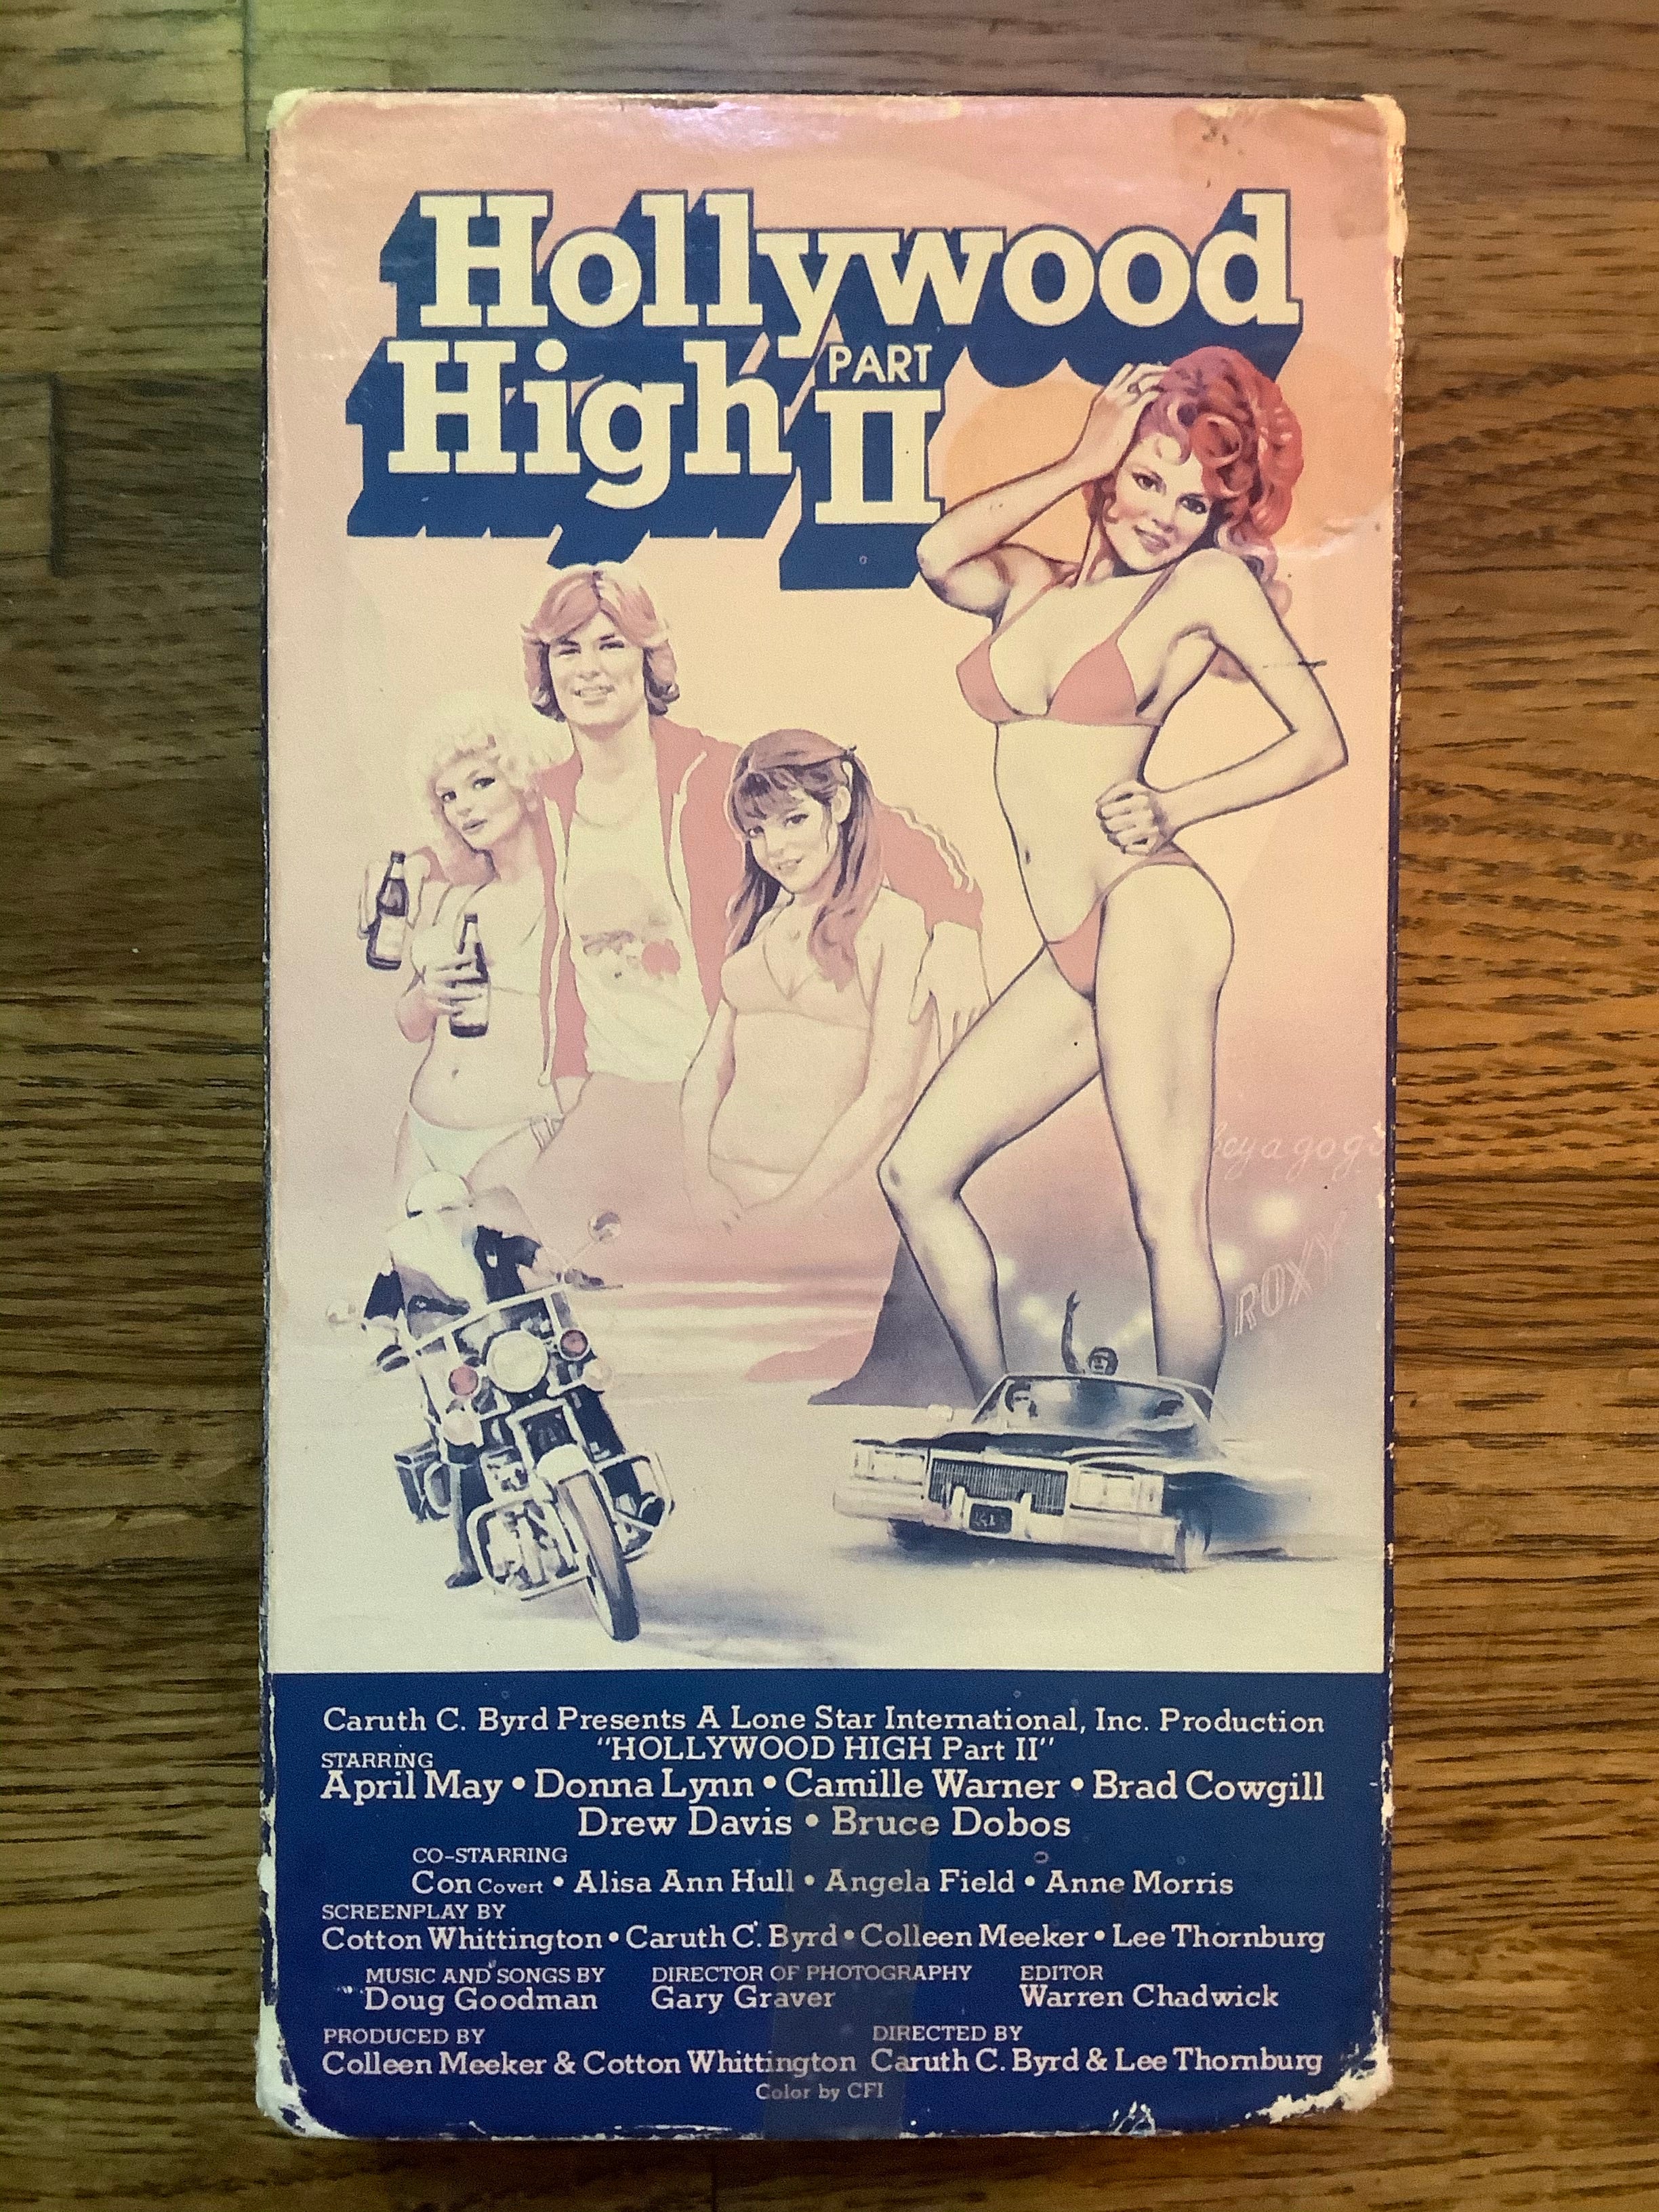 Hollywood
High PART
II
hey a gogo
ROXY
Caruth C. Byrd Presents A Lone Star International, Inc. Production
"HOLLYWOOD HIGH Part II"
STARRING
April May • Donna Lynn • Camille Warner • Brad Cowgill
Drew Davis • Bruce Dobos
CO-STARRING
Con Covert • Alisa Ann Hull • Angela Field • Anne Morris
SCREENPLAY BY
Cotton Whittington • Caruth C. Byrd • Colleen Meeker • Lee Thornburg
MUSIC AND SONGS BY DIRECTOR OF PHOTOGRAPHY EDITOR
Doug Goodman Gary Graver Warren Chadwick
PRODUCED BY DIRECTED BY
Colleen Meeker & Cotton Whittington Caruth C. Byrd & Lee Thornburg
Color by CFI